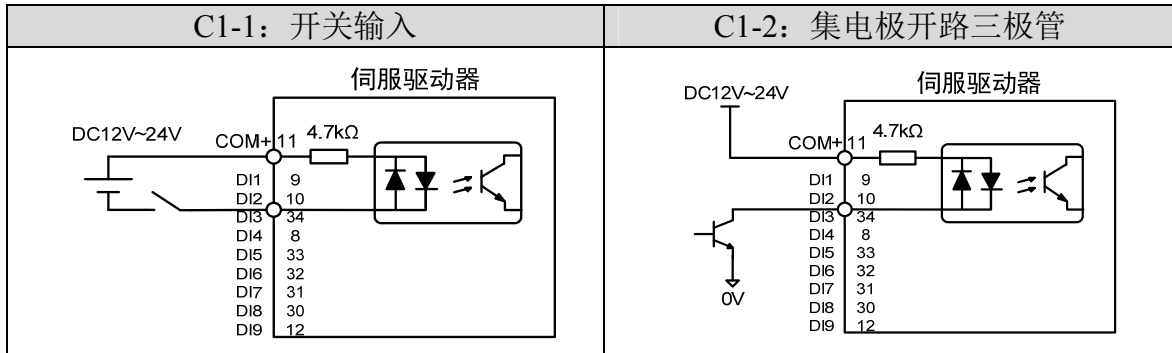 C1-1：开关输入
C1-2：集电极开路三极管
伺服驱动器
DC12V~24V
COM+ 11 4.7kΩ
DI1 9
DI2 10
DI3 34
DI4 8
DI5 33
DI6 32
DI7 31
DI8 30
DI9 12
伺服驱动器
DC12V~24V
COM+ 11 4.7kΩ
DI1 9
DI2 10
DI3 34
DI4 8
DI5 33
DI6 32
DI7 31
DI8 30
DI9 12
0V